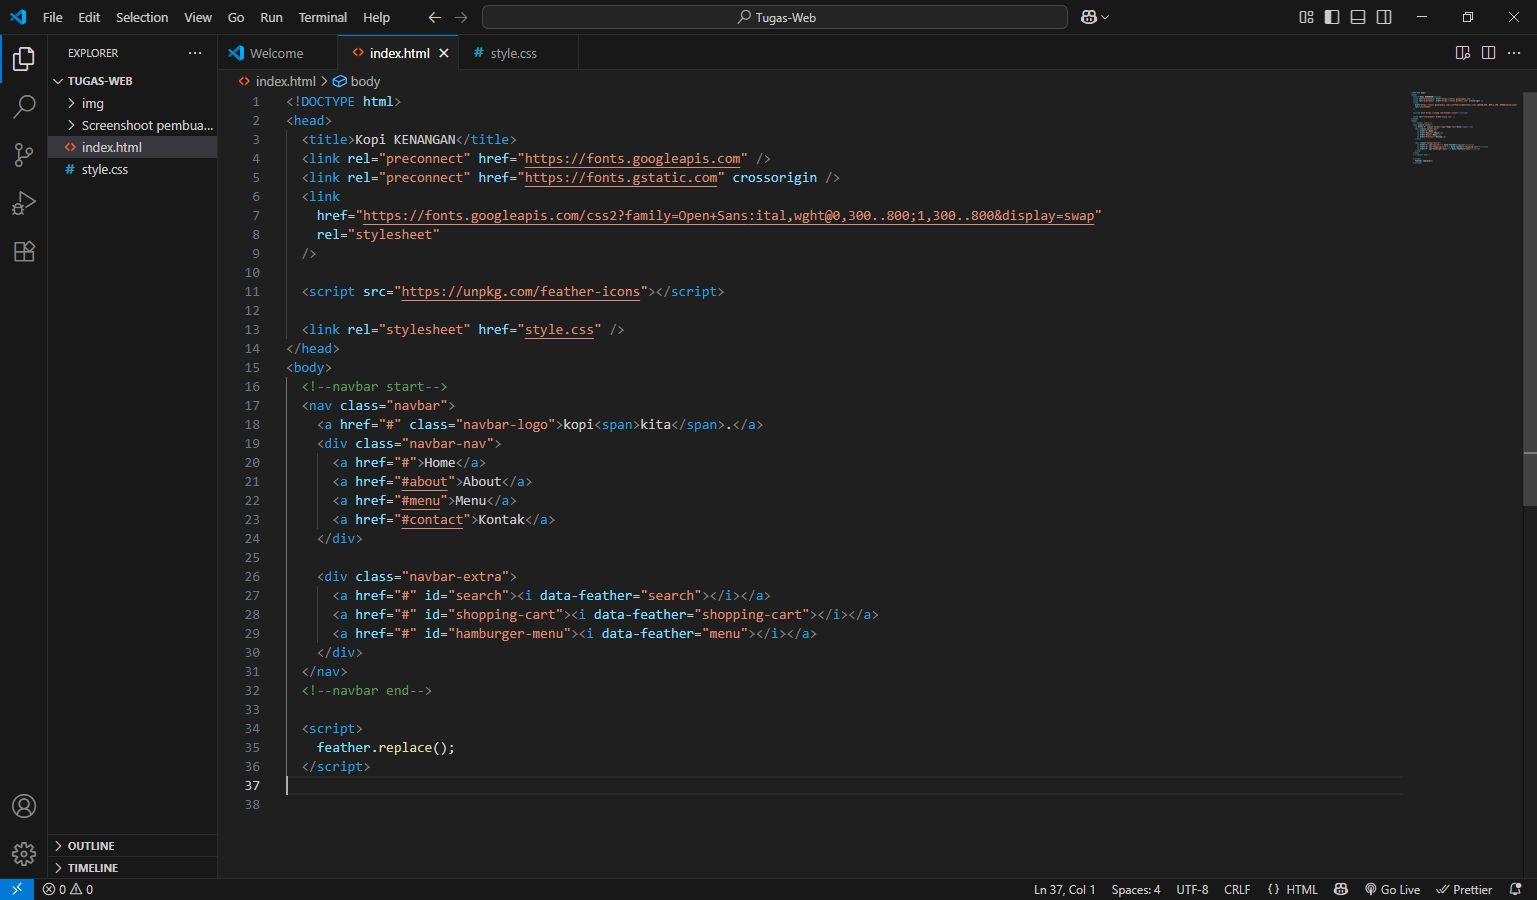 File Edit Selection View Go Run Terminal Help
Tugas-Web
EXPLORER
Welcome
index.html
style.css
TUGAS-WEB
img
Screenshoot pembua...
index.html
style.css
index.html > body
1 <!DOCTYPE html>
2 <head>
3 <title>Kopi KENANGAN</title>
4 <link rel="preconnect" href="https://fonts.googleapis.com" />
5 <link rel="preconnect" href="https://fonts.gstatic.com" crossorigin />
6 <link
7 href="https://fonts.googleapis.com/css2?family=Open+Sans:ital,wght@0,300..800;1,300..800&display=swap"
8 rel="stylesheet"
9 />
10
11 <script src="https://unpkg.com/feather-icons"></script>
12
13 <link rel="stylesheet" href="style.css" />
14 </head>
15 <body>
16 <!--navbar start-->
17 <nav class="navbar">
18 <a href="#" class="navbar-logo">kopi<span>kita</span>.</a>
19 <div class="navbar-nav">
20 <a href="#">Home</a>
21 <a href="#about">About</a>
22 <a href="#menu">Menu</a>
23 <a href="#contact">Kontak</a>
24 </div>
25
26 <div class="navbar-extra">
27 <a href="#" id="search"><i data-feather="search"></i></a>
28 <a href="#" id="shopping-cart"><i data-feather="shopping-cart"></i></a>
29 <a href="#" id="hamburger-menu"><i data-feather="menu"></i></a>
30 </div>
31 </nav>
32 <!--navbar end-->
33
34 <script>
35 feather.replace();
36 </script>
37
38
OUTLINE
TIMELINE
0 0
Ln 37, Col 1 Spaces: 4 UTF-8 CRLF {} HTML Go Live Prettier